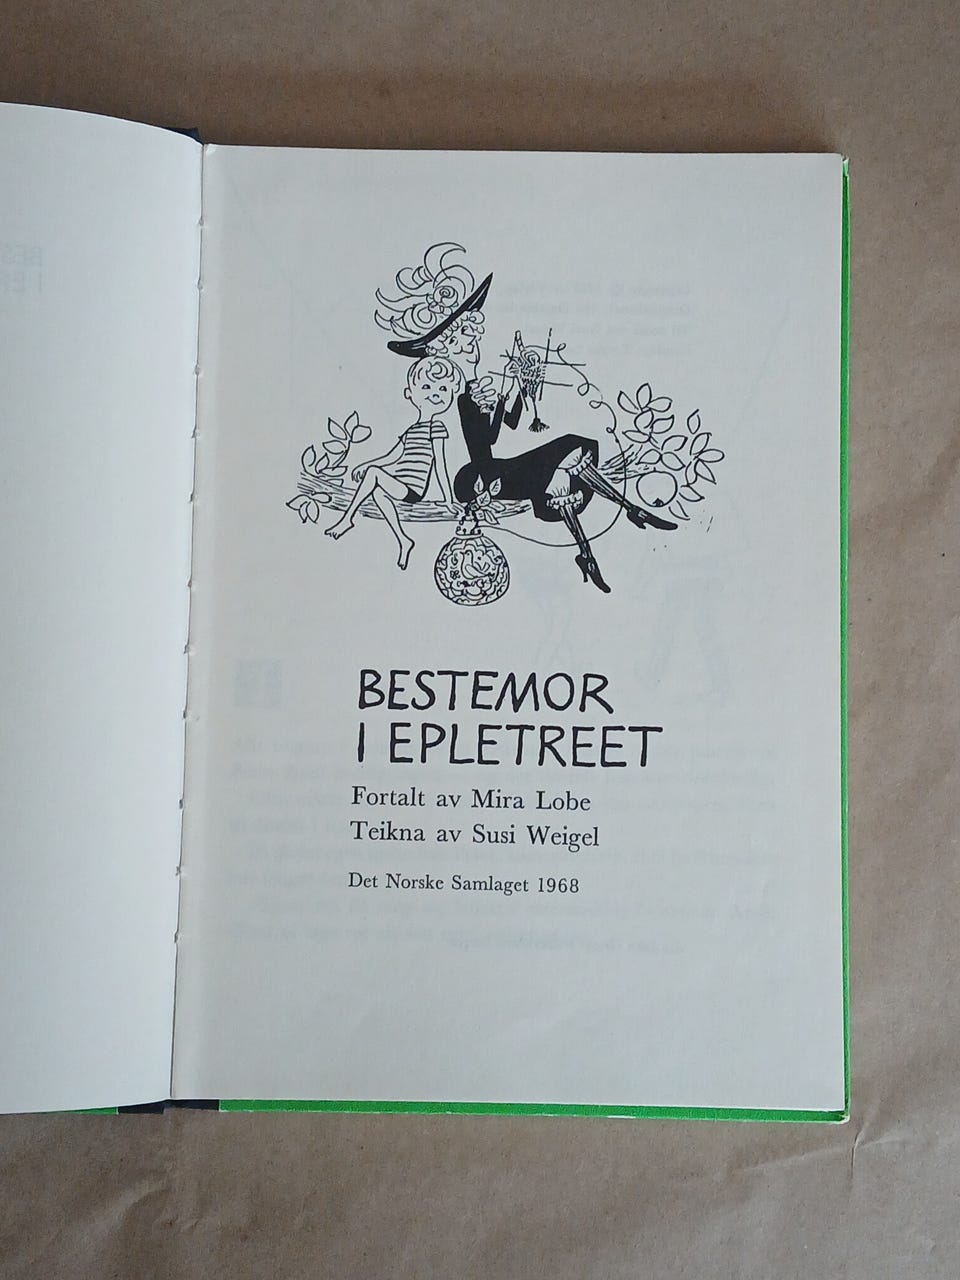 BESTEMOR
I EPLETREET
Fortalt av Mira Lobe
Teikna av Susi Weigel
Det Norske Samlaget 1968